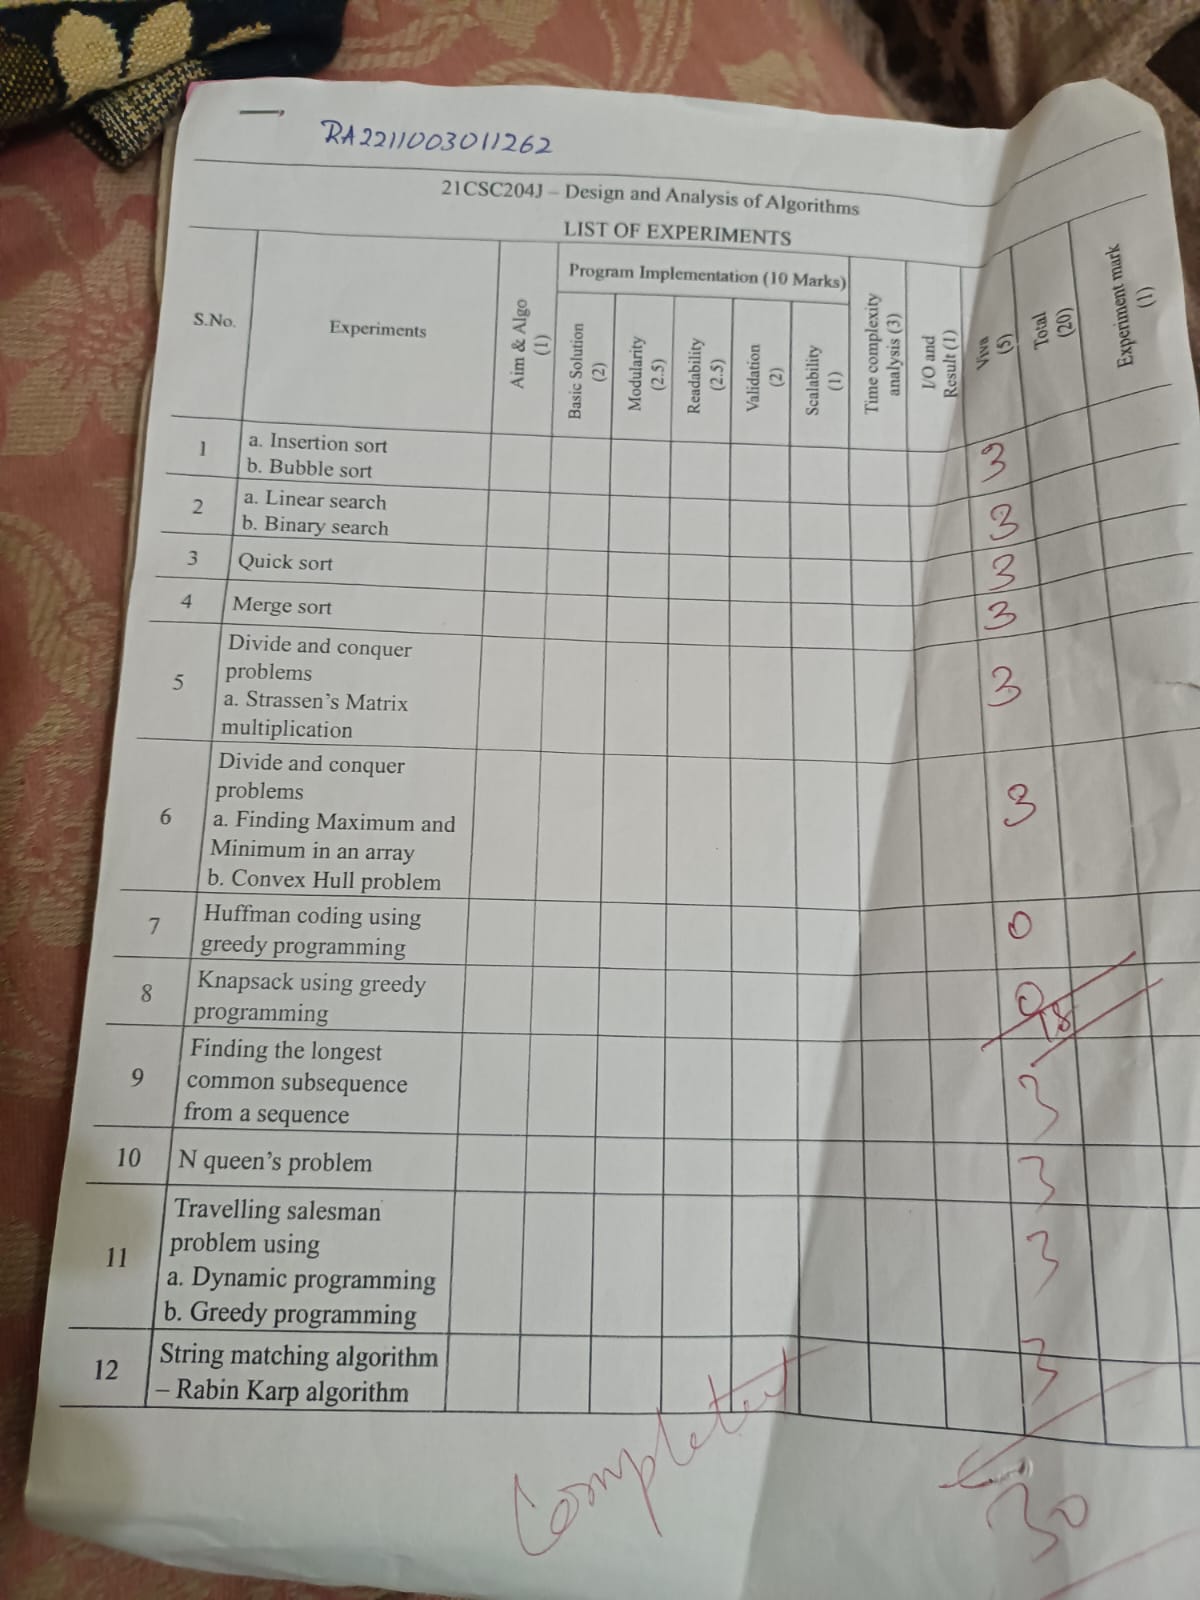 RA2211003011262
21CSC204J – Design and Analysis of Algorithms
LIST OF EXPERIMENTS
S.No.
Experiments
Aim & Algo (1)
Program Implementation (10 Marks)
Basic Solution (2)
Modularity (2.5)
Readability (2.5)
Validation (2)
Scalability (1)
Time complexity analysis (3)
I/O and Result (1)
Viva (5)
Total (20)
Experiment mark (1)
1
a. Insertion sort
b. Bubble sort
3
2
a. Linear search
b. Binary search
3
3
Quick sort
3
4
Merge sort
3
5
Divide and conquer
problems
a. Strassen's Matrix
multiplication
3
6
Divide and conquer
problems
a. Finding Maximum and
Minimum in an array
b. Convex Hull problem
3
7
Huffman coding using
greedy programming
0
8
Knapsack using greedy
programming
0
18
9
Finding the longest
common subsequence
from a sequence
3
10
N queen's problem
3
11
Travelling salesman
problem using
a. Dynamic programming
b. Greedy programming
3
12
String matching algorithm
– Rabin Karp algorithm
3
Completed
30